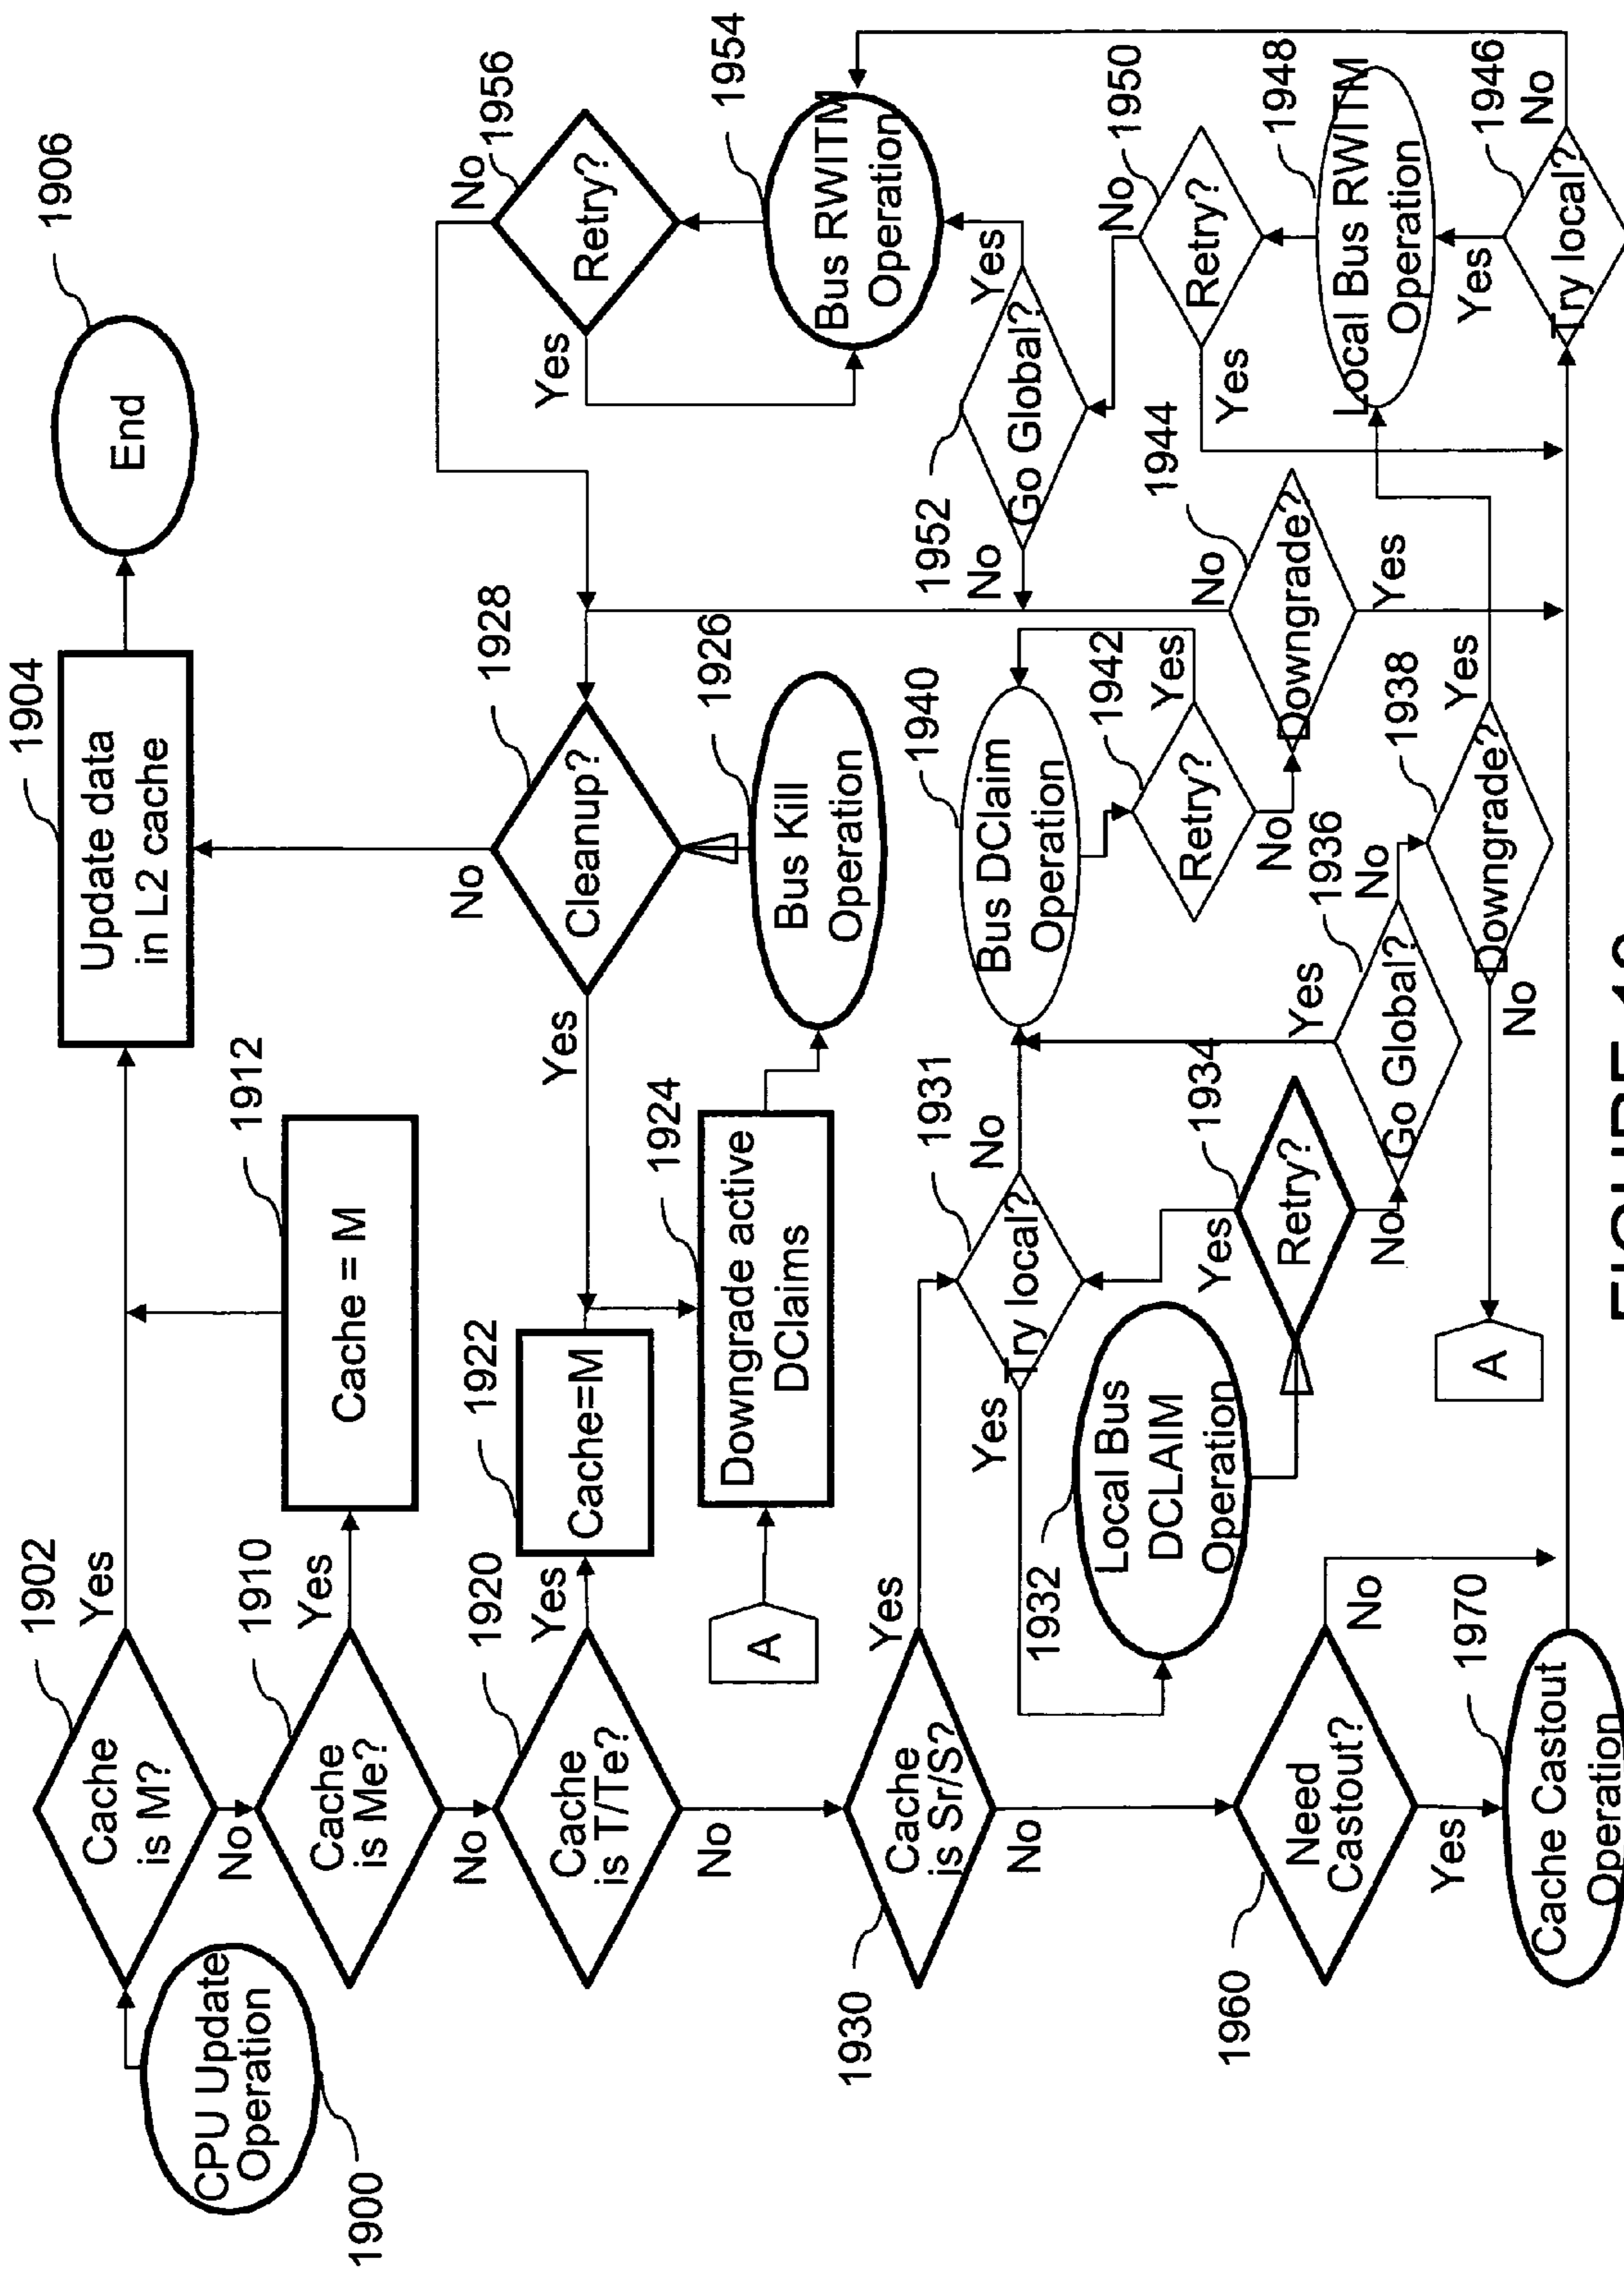 1902
1904
1906
CPU Update
Operation
1900
Cache
is M?
Yes
No
Update data
in L2 cache
End
1910
1912
Cache
is Me?
Yes
No
Cache = M
1920
1922
Cache
is T/Te?
Yes
No
Cache=M
Yes
Cleanup?
1928
No
No
1956
Retry?
Yes
A
1924
Downgrade active
DClaims
1926
Bus Kill
Operation
1954
Bus RWITM
Operation
1930
Cache
is Sr/S?
Yes
No
1931
Try local?
Yes
No
1940
Bus DClaim
Operation
1952
Go Global?
No
Yes
1932
Local Bus
DCLAIM
Operation
1934
Retry?
Yes
No
1942
Retry?
Yes
No
1944
Downgrade?
No
Yes
1950
Retry?
No
Yes
1936
Go Global?
Yes
No
1938
Downgrade?
No
Yes
A
1948
Local Bus RWITM
Operation
1960
Need
Castout?
No
Yes
1970
Cache Castout
Operation
1946
Try local?
Yes
No
FIGURE